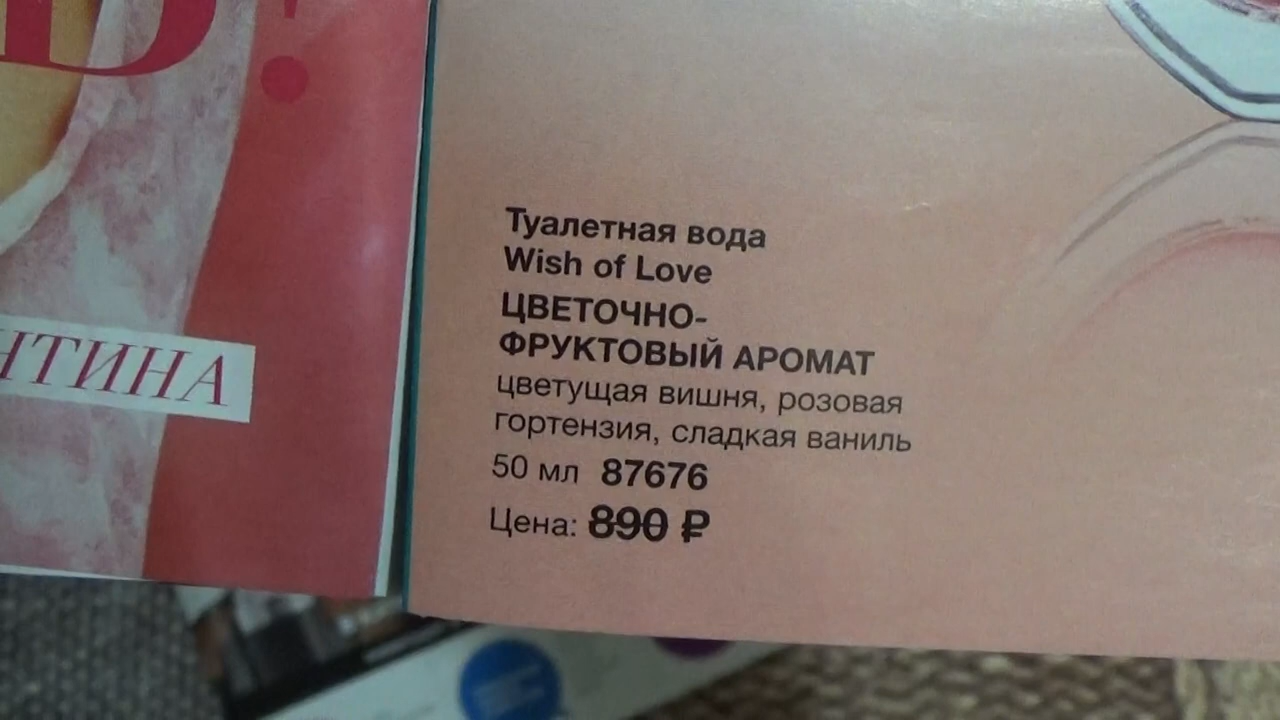 НТИНА
Туалетная вода
Wish of Love
ЦВЕТОЧНО-
ФРУКТОВЫЙ АРОМАТ
цветущая вишня, розовая
гортензия, сладкая ваниль
50 мл 87676
Цена: 890 ₽